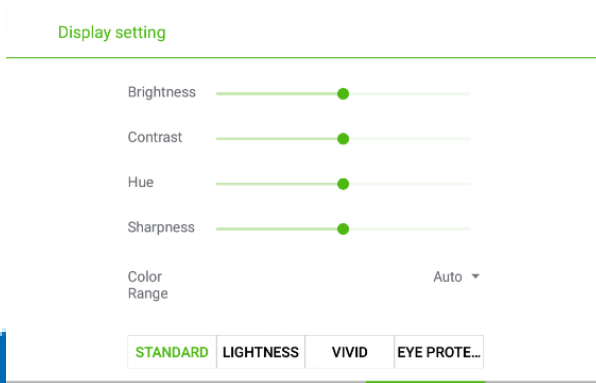 Display setting
Brightness
Contrast
Hue
Sharpness
Color
Range
Auto
STANDARD LIGHTNESS VIVID EYE PROTE...